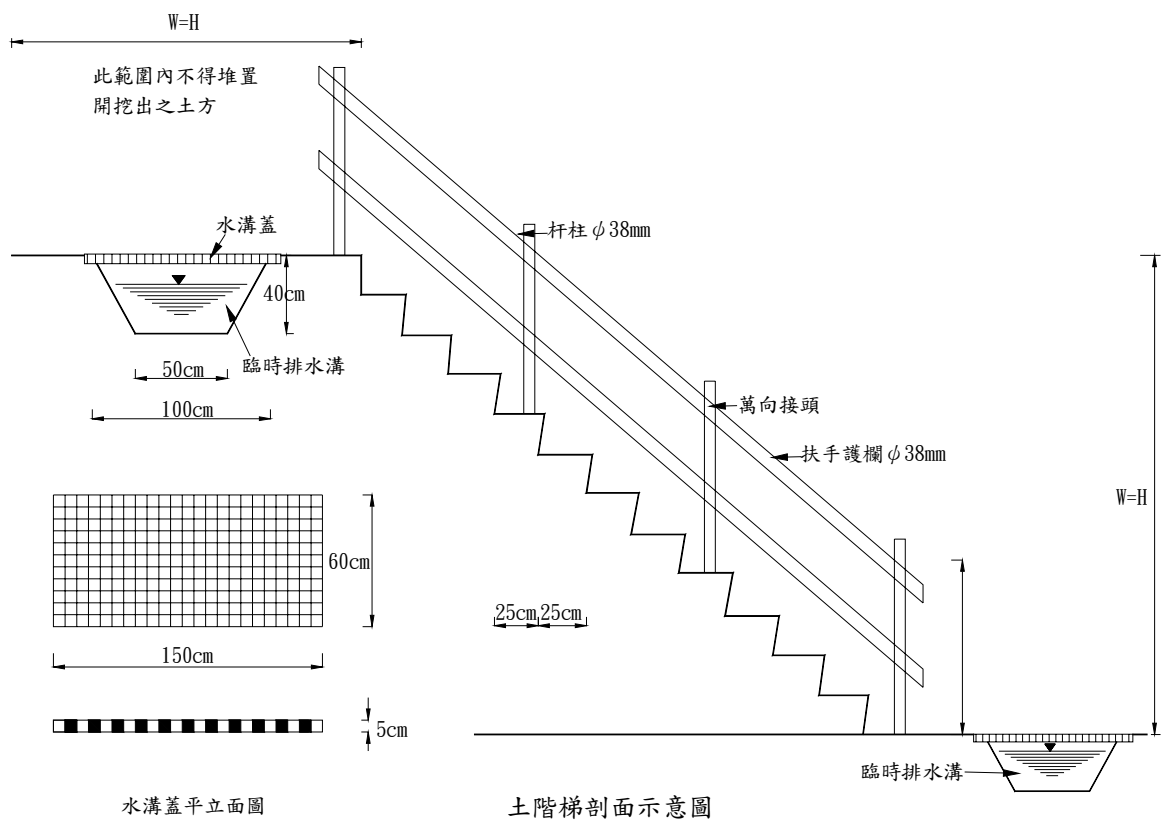 W=H
此範圍內不得堆置
開挖出之土方
水溝蓋
杆柱φ38mm
40cm
臨時排水溝
50cm
100cm
萬向接頭
扶手護欄φ38mm
W=H
60cm
25cm
25cm
150cm
5cm
臨時排水溝
水溝蓋平立面圖
土階梯剖面示意圖